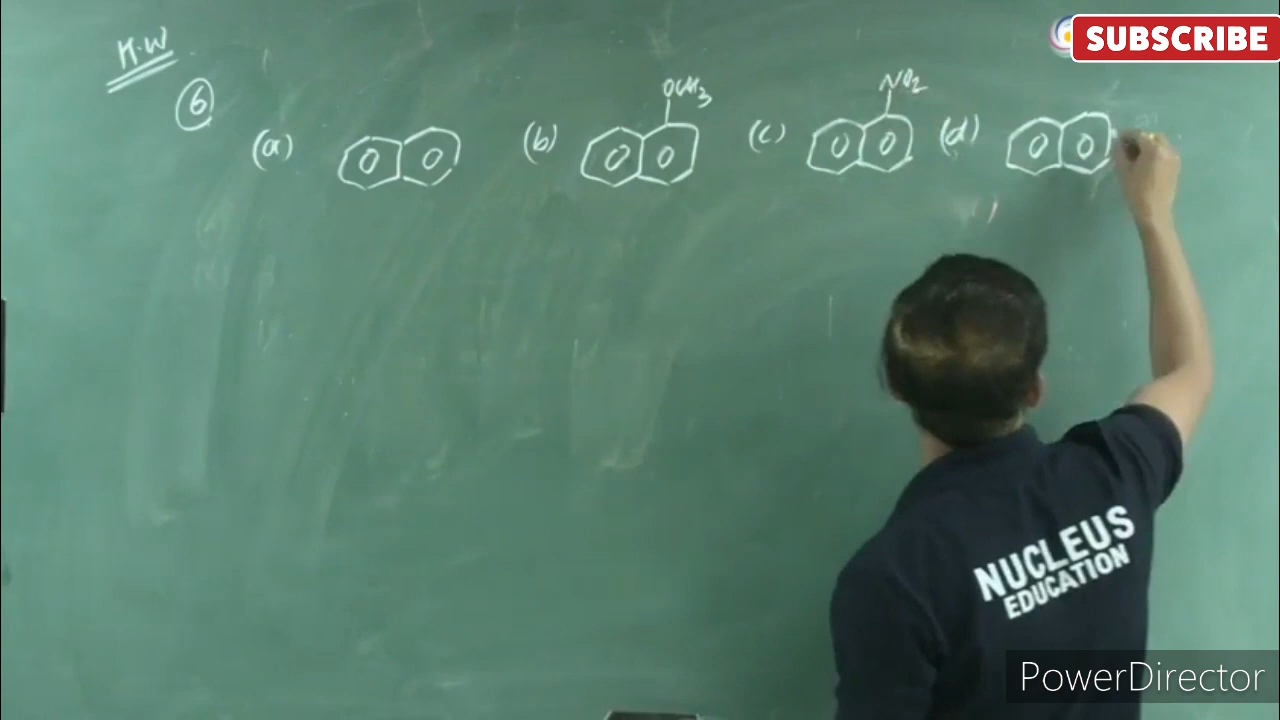 SUBSCRIBE
H.W
6
(a) (b) OCH3 (c) NO2 (d)
NUCLEUS
EDUCATION
PowerDirector